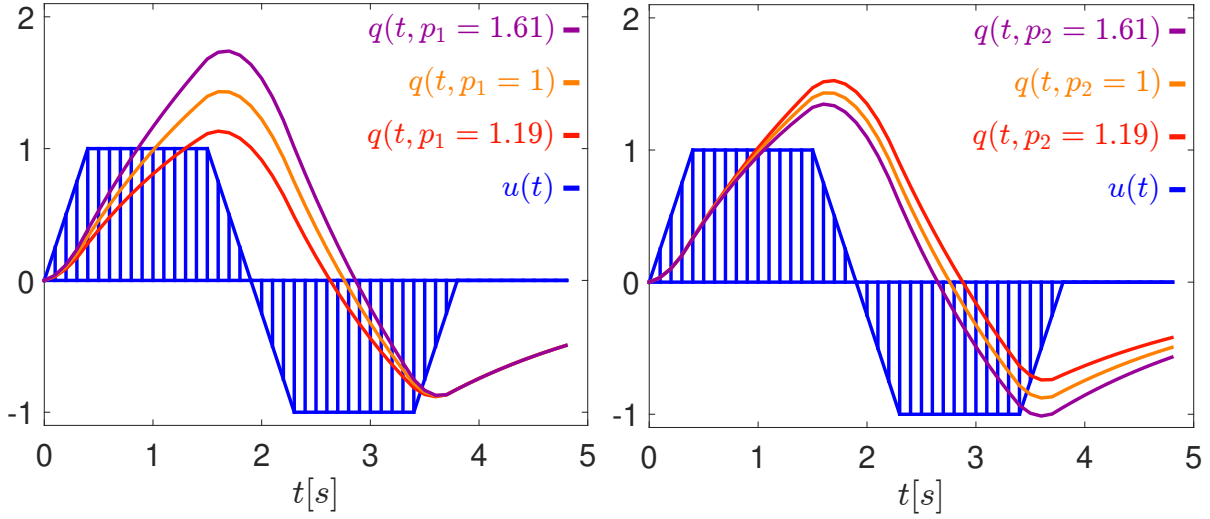 2
1
0
-1
0 1 2 3 4 5
t[s]
q(t, p₁ = 1.61)
q(t, p₁ = 1)
q(t, p₁ = 1.19)
u(t)
2
1
0
-1
0 1 2 3 4 5
t[s]
q(t, p₂ = 1.61)
q(t, p₂ = 1)
q(t, p₂ = 1.19)
u(t)